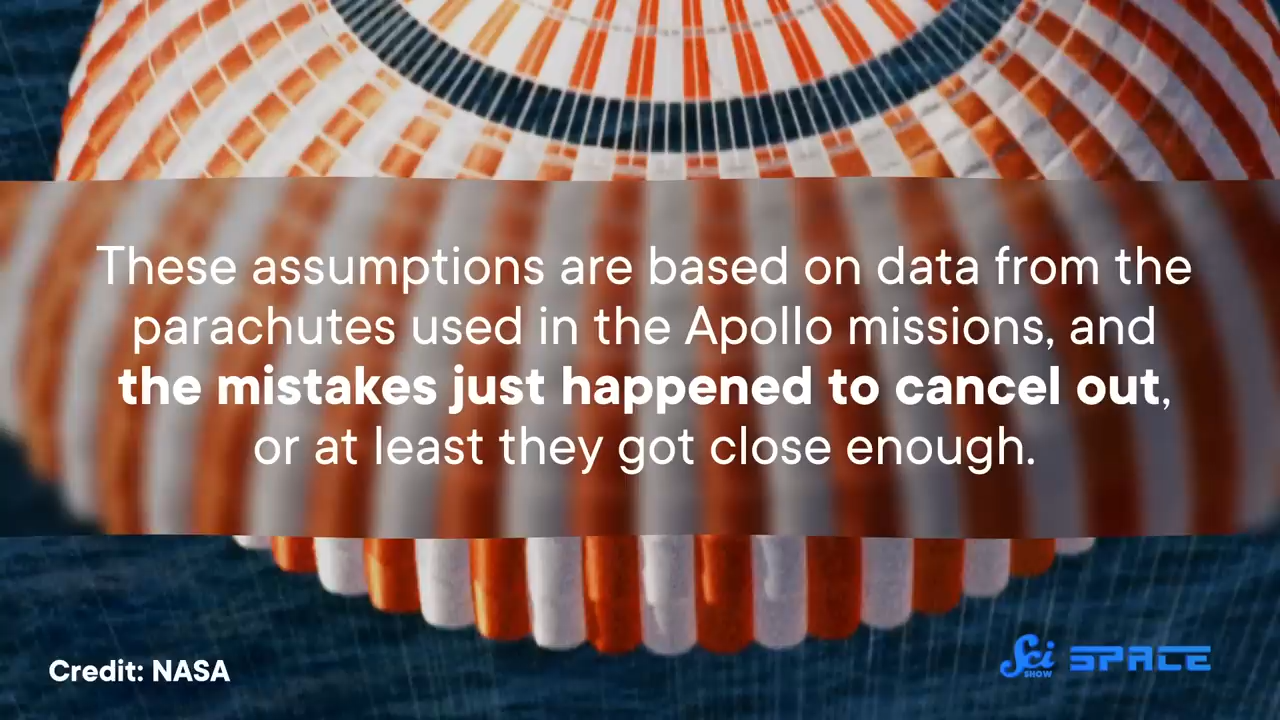 These assumptions are based on data from the
parachutes used in the Apollo missions, and
the mistakes just happened to cancel out,
or at least they got close enough.
Credit: NASA
Sci SHOW SPACE